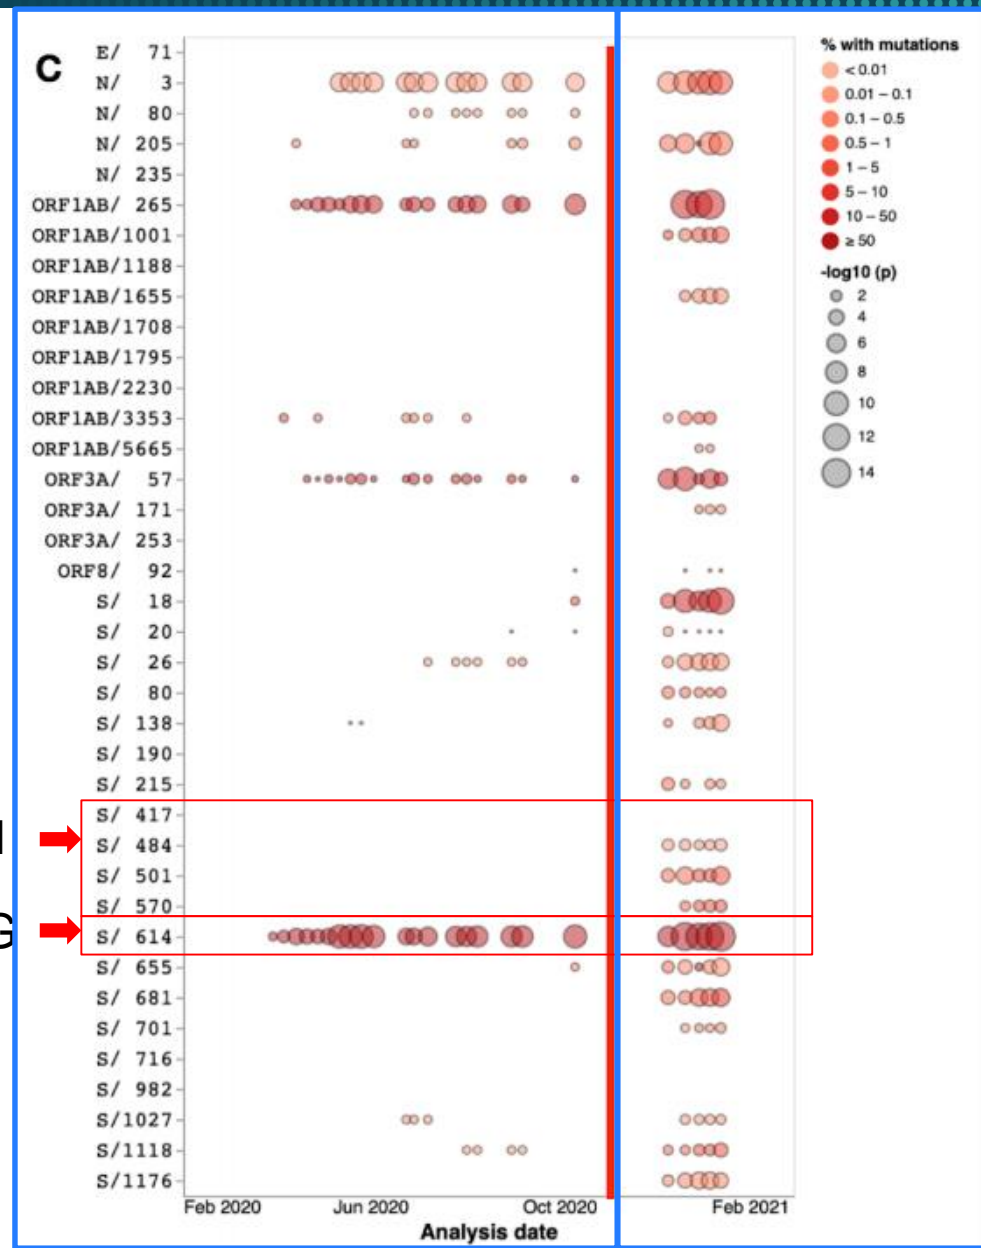 C
E/ 71
N/ 3
N/ 80
N/ 205
N/ 235
ORF1AB/ 265
ORF1AB/1001
ORF1AB/1188
ORF1AB/1655
ORF1AB/1708
ORF1AB/1795
ORF1AB/2230
ORF1AB/3353
ORF1AB/5665
ORF3A/ 57
ORF3A/ 171
ORF3A/ 253
ORF8/ 92
S/ 18
S/ 20
S/ 26
S/ 80
S/ 138
S/ 190
S/ 215
S/ 417
S/ 484
S/ 501
S/ 570
G
S/ 614
S/ 655
S/ 681
S/ 701
S/ 716
S/ 982
S/1027
S/1118
S/1176
Feb 2020
Jun 2020
Oct 2020
Feb 2021
Analysis date
% with mutations
< 0.01
0.01 – 0.1
0.1 – 0.5
0.5 – 1
1 – 5
5 – 10
10 – 50
≥ 50
-log10 (p)
2
4
6
8
10
12
14